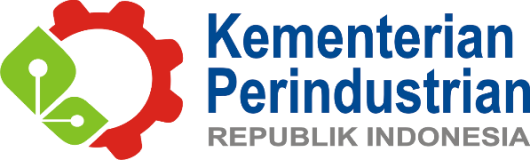 Kementerian
Perindustrian
REPUBLIK INDONESIA